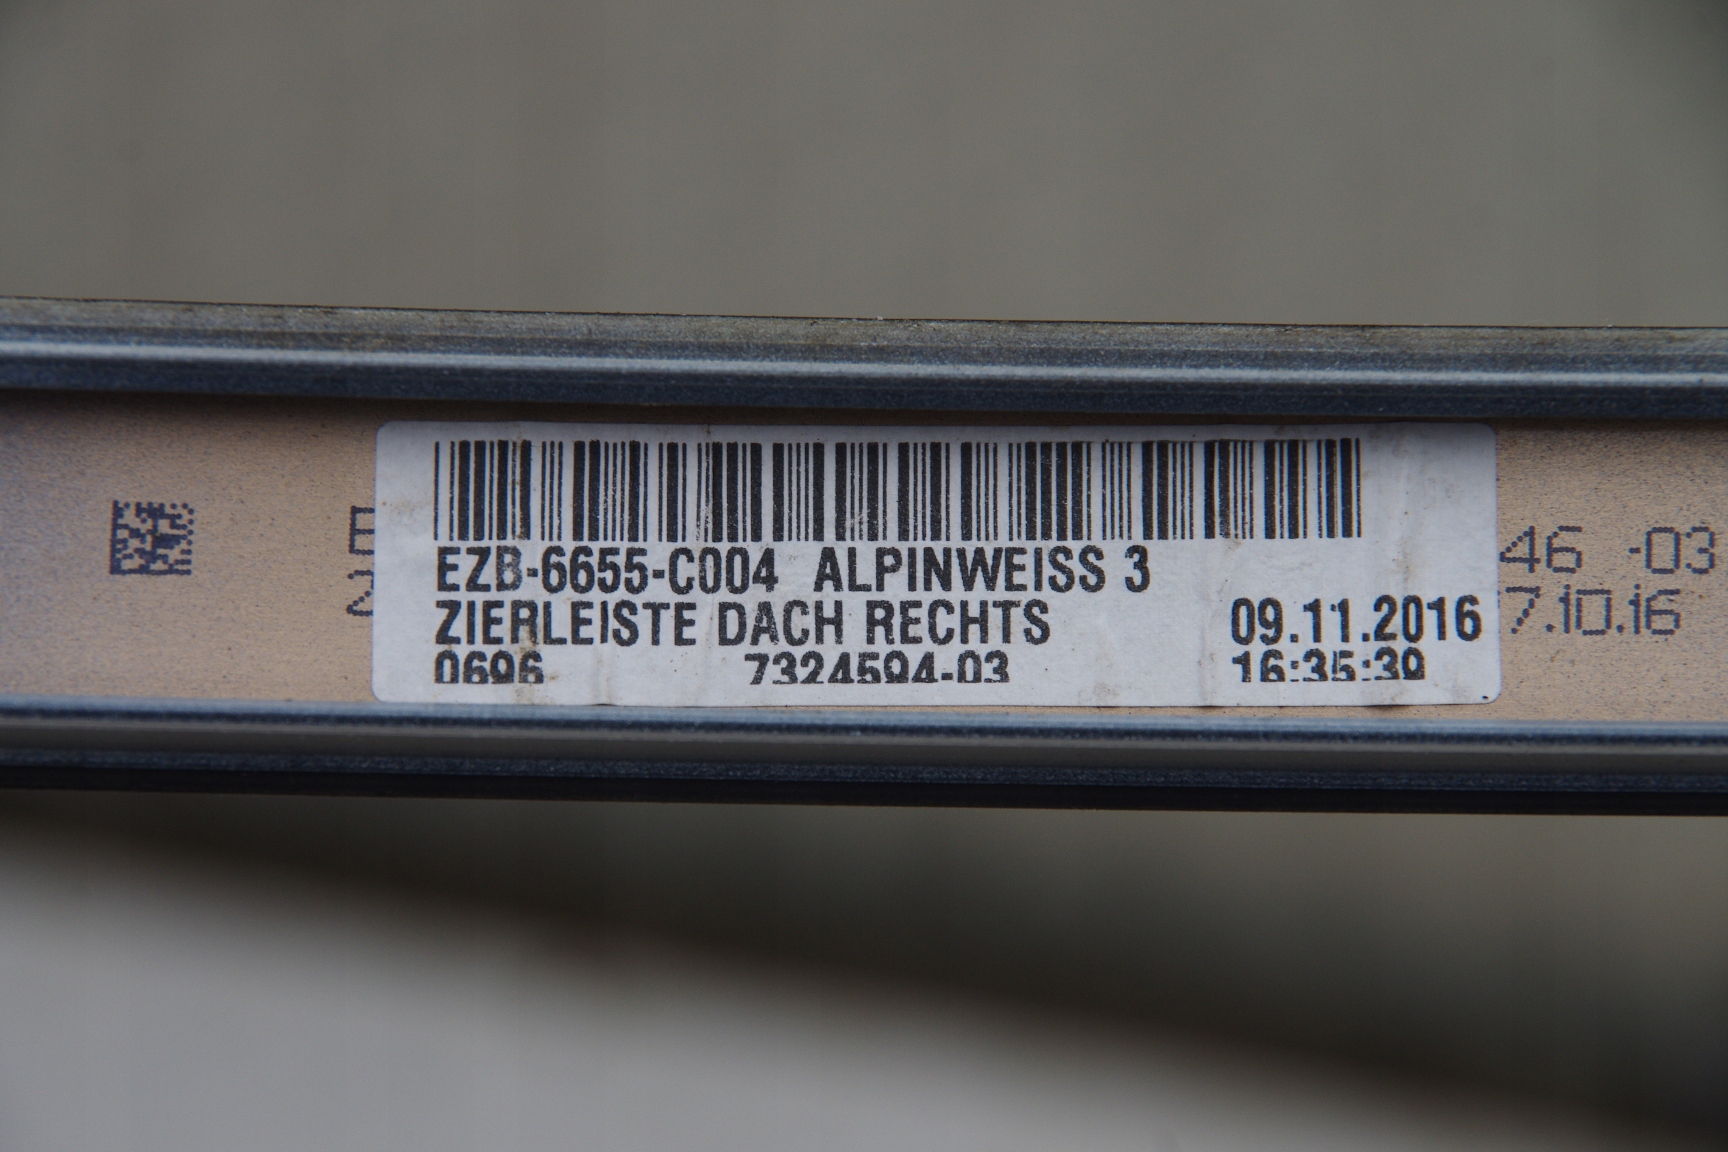 EZB-6655-C004 ALPINWEISS 3
ZIERLEISTE DACH RECHTS 09.11.2016
0696 7324594-03 16:35:39
46 -03
7.10.16